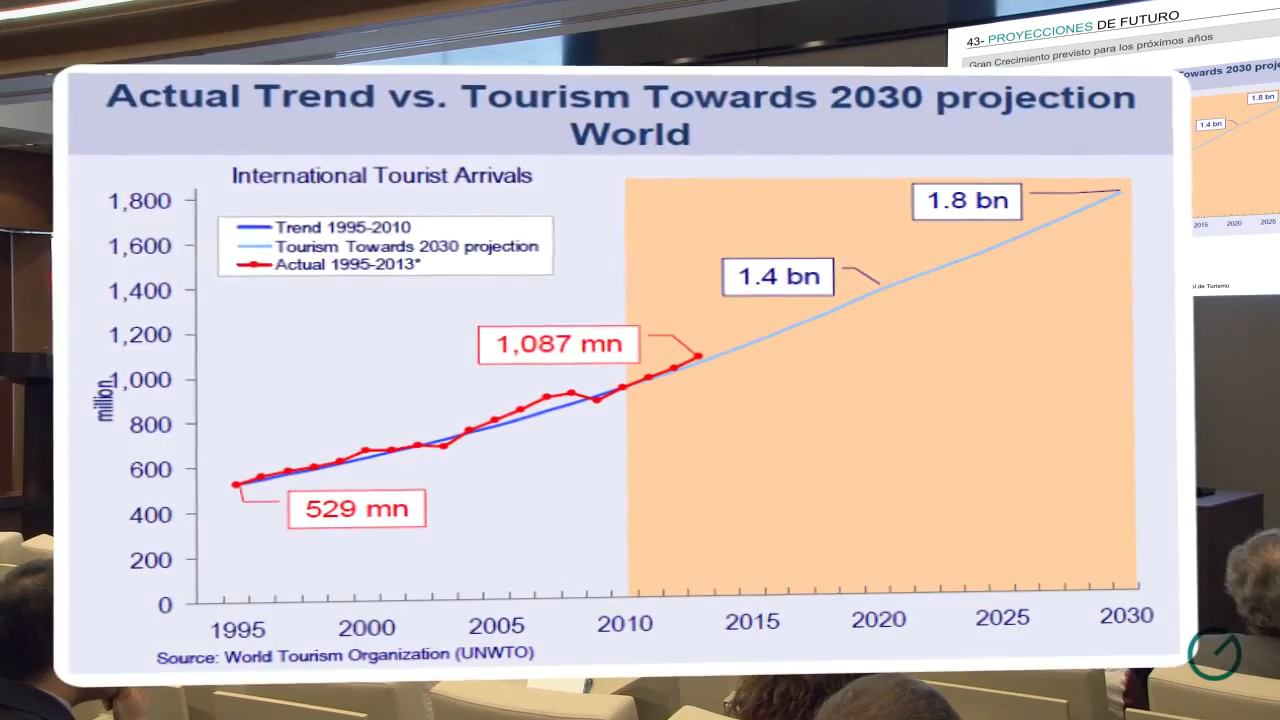 43- PROYECCIONES DE FUTURO
Gran Crecimiento previsto para los próximos años
Actual Trend vs. Tourism Towards 2030 projection
World
International Tourist Arrivals
Trend 1995-2010
Tourism Towards 2030 projection
Actual 1995-2013*
1,800
1,600
1,400
1,200
1,000
800
600
400
200
0
million
1.8 bn
1.4 bn
1,087 mn
529 mn
1995 2000 2005 2010 2015 2020 2025 2030
Source: World Tourism Organization (UNWTO)
Towards 2030
1.8 bn
1.4 bn
2015 2020 2025
de Turismo